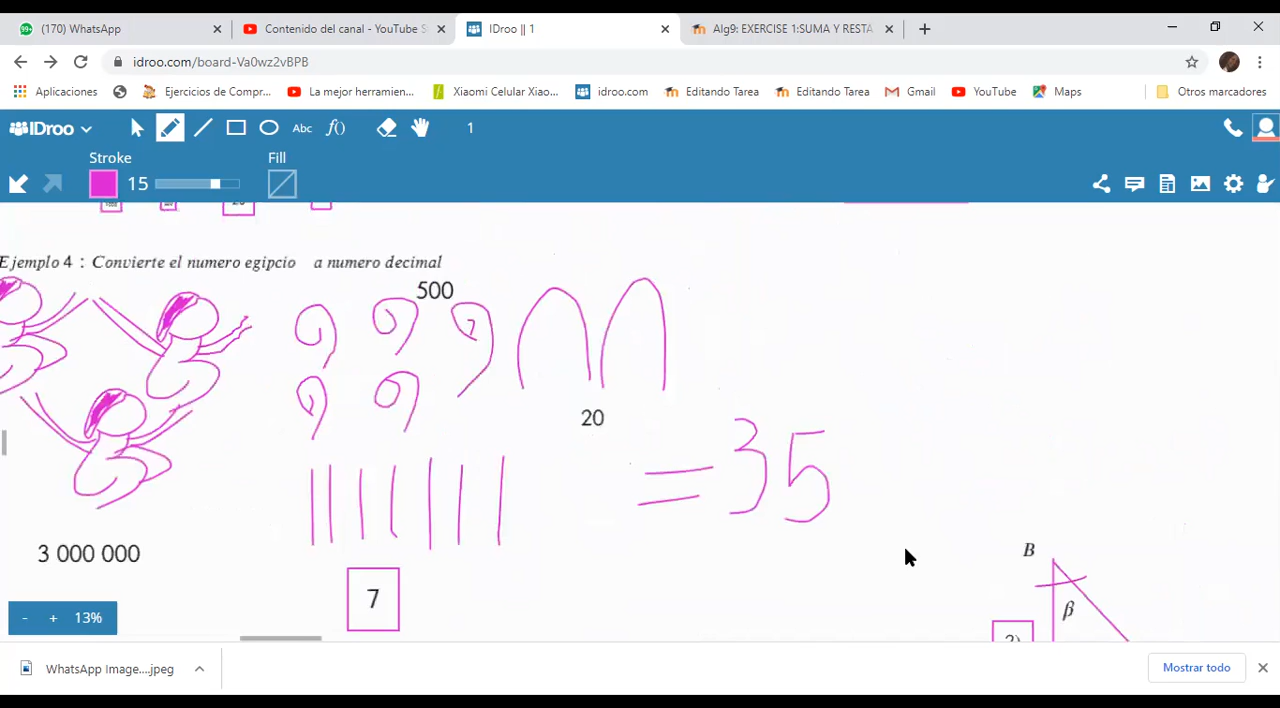 (170) WhatsApp
Contenido del canal - YouTube S
IDroo || 1
Alg9: EXERCISE 1:SUMA Y RESTA
idroo.com/board-Va0wz2vBPB
Aplicaciones
Ejercicios de Compr...
La mejor herramien...
Xiaomi Celular Xiao...
idroo.com
Editando Tarea
Editando Tarea
Gmail
YouTube
Maps
Otros marcadores
IDroo
Abc
f()
1
Stroke
Fill
15
Ejemplo 4 : Convierte el numero egipcio a numero decimal
500
20
= 35
3 000 000
7
B
β
- + 13%
WhatsApp Image....jpeg
Mostrar todo